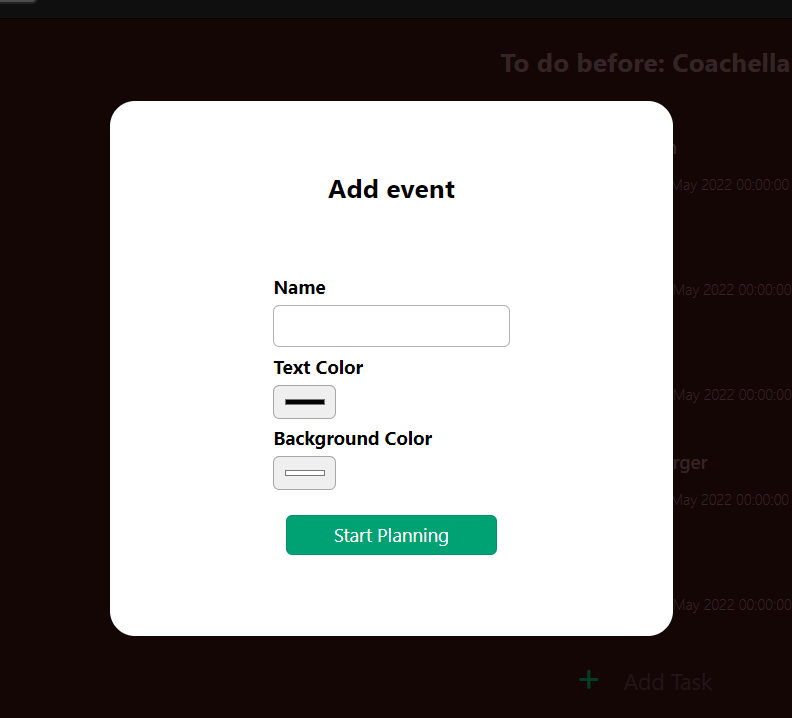 To do before: Coachella
May 2022 00:00:00
Add event
May 2022 00:00:00
Name
Text Color
May 2022 00:00:00
Background Color
rger
May 2022 00:00:00
Start Planning
May 2022 00:00:00
Add Task